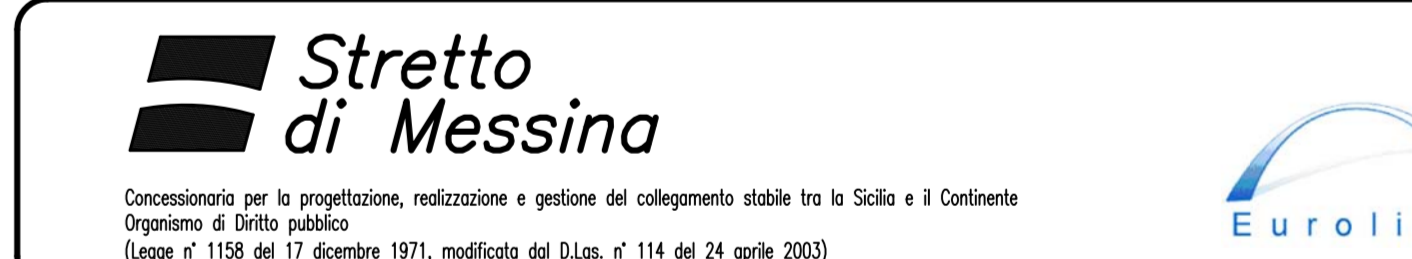 Stretto
di Messina
Concessionaria per la progettazione, realizzazione e gestione del collegamento stabile tra la Sicilia e il Continente
Organismo di Diritto pubblico
(Legge n° 1158 del 17 dicembre 1971, modificata dal D.Lgs. n° 114 del 24 aprile 2003)
Euroli